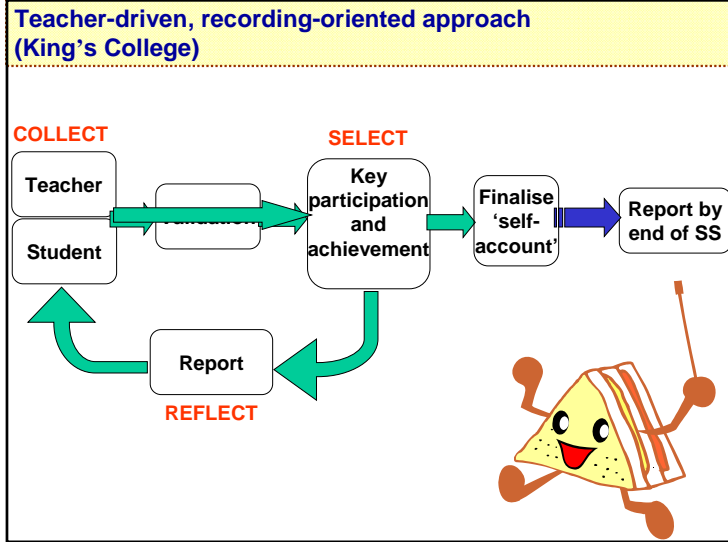 Teacher-driven, recording-oriented approach
(King’s College)
COLLECT
SELECT
Teacher
Student
Key
participation
and
achievement
Finalise
‘self-
account’
Report by
end of SS
Report
REFLECT